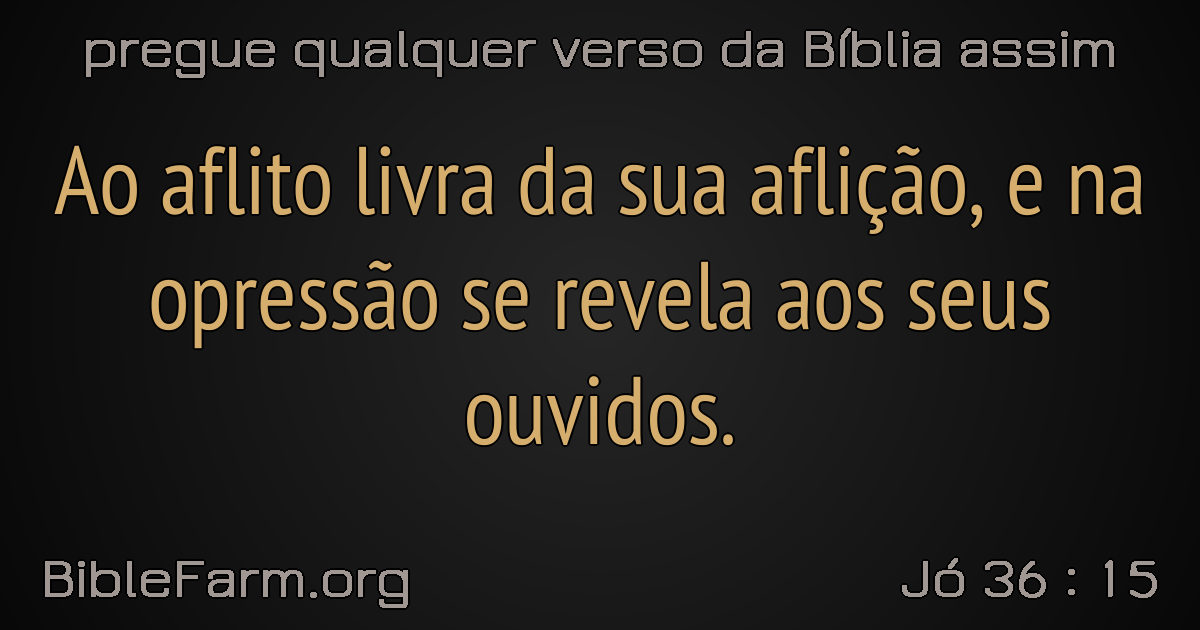 pregue qualquer verso da Bíblia assim
Ao aflito livra da sua aflição, e na
opressão se revela aos seus
ouvidos.
BibleFarm.org
Jó 36 : 15